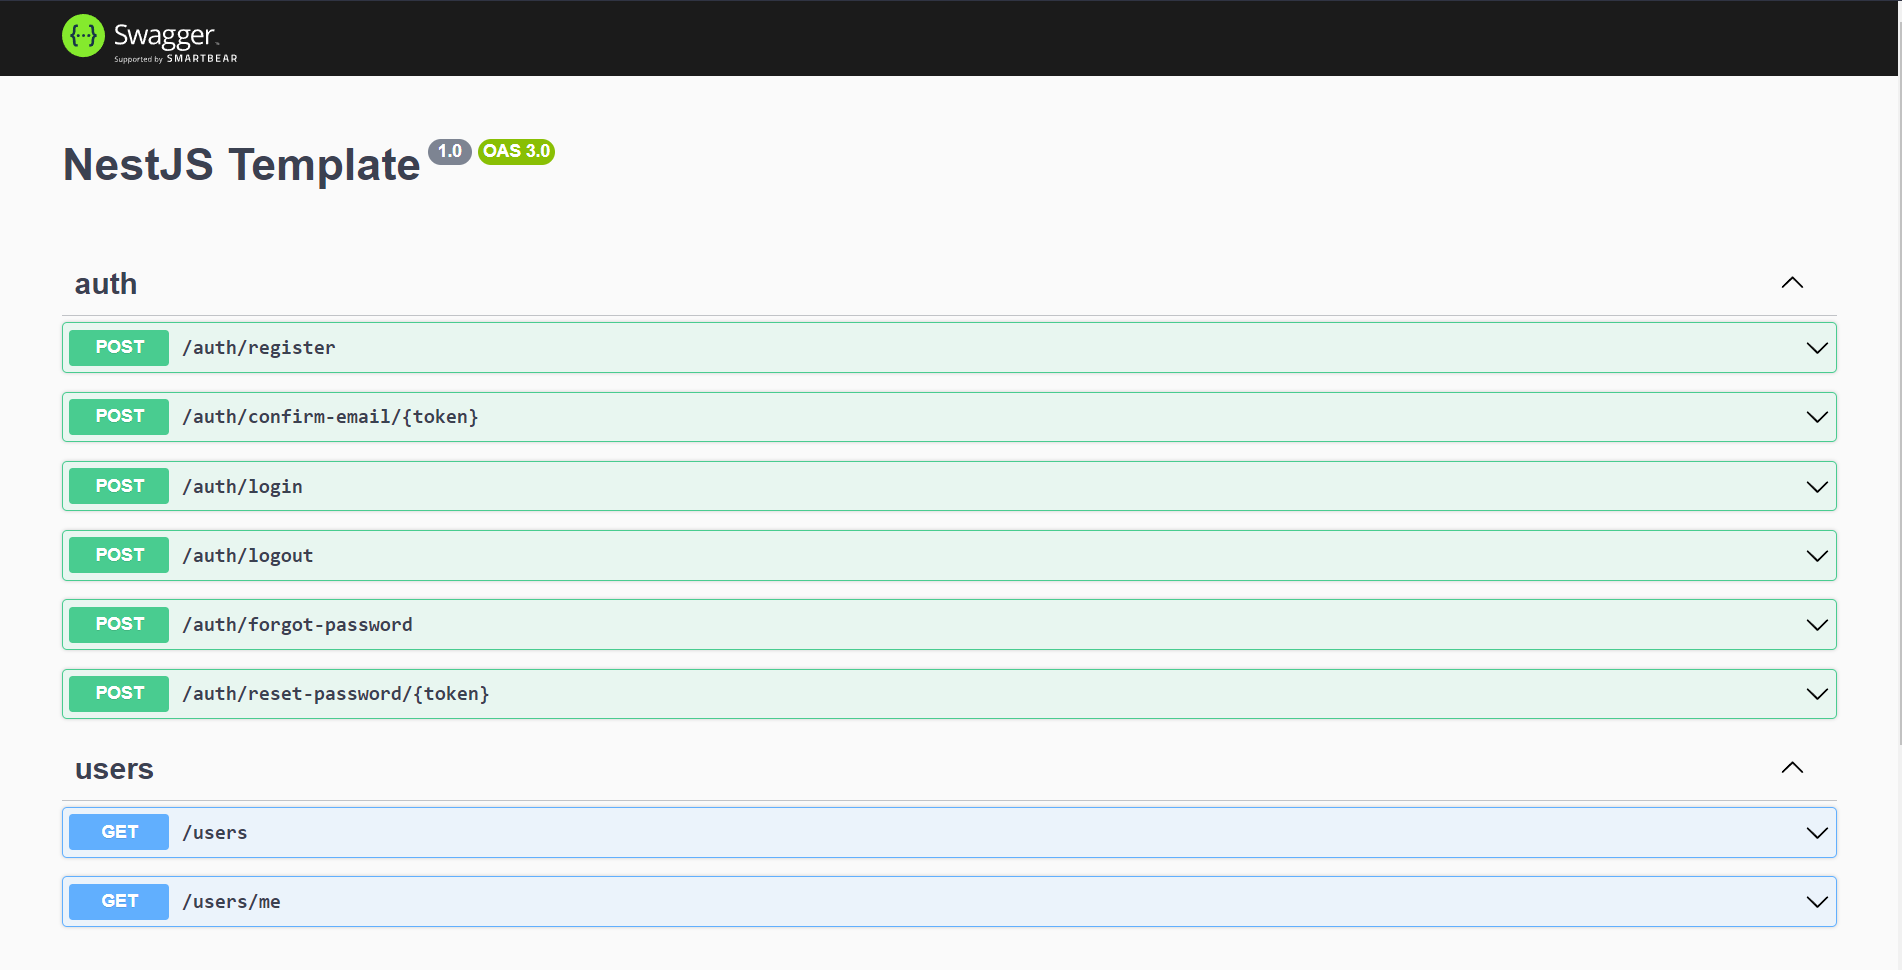 Swagger
Supported by SMARTBEAR
NestJS Template 1.0 OAS 3.0
auth
POST /auth/register
POST /auth/confirm-email/{token}
POST /auth/login
POST /auth/logout
POST /auth/forgot-password
POST /auth/reset-password/{token}
users
GET /users
GET /users/me